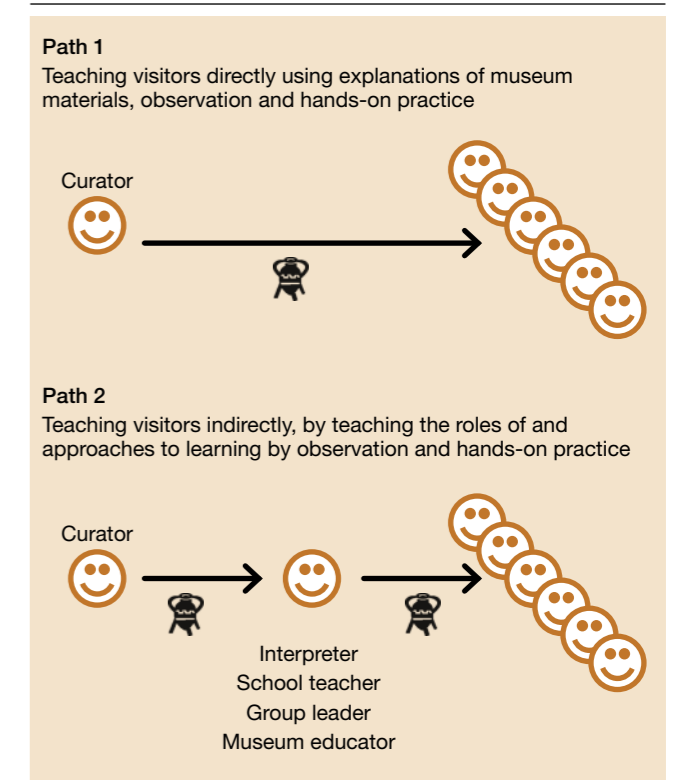 Path 1
Teaching visitors directly using explanations of museum
materials, observation and hands-on practice
Curator
Path 2
Teaching visitors indirectly, by teaching the roles of and
approaches to learning by observation and hands-on practice
Curator
Interpreter
School teacher
Group leader
Museum educator